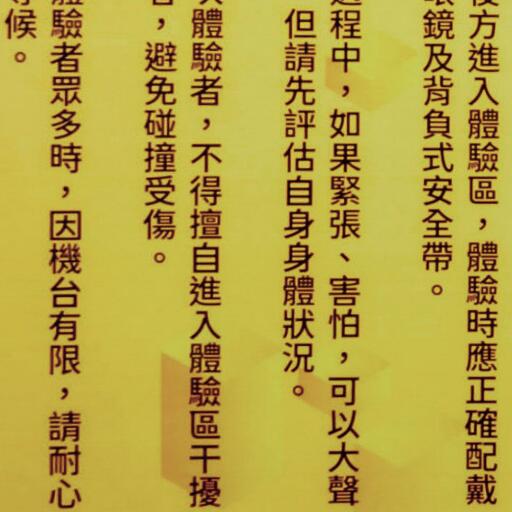 方進入體驗區，體驗時應正確配戴
眼鏡及背負式安全帶。
過程中，如果緊張、害怕，可以大聲
但請先評估自身身體狀況。
體驗者，不得擅自進入體驗區干擾
，避免碰撞受傷。
體驗者眾多時，因機台有限，請耐心
等候。